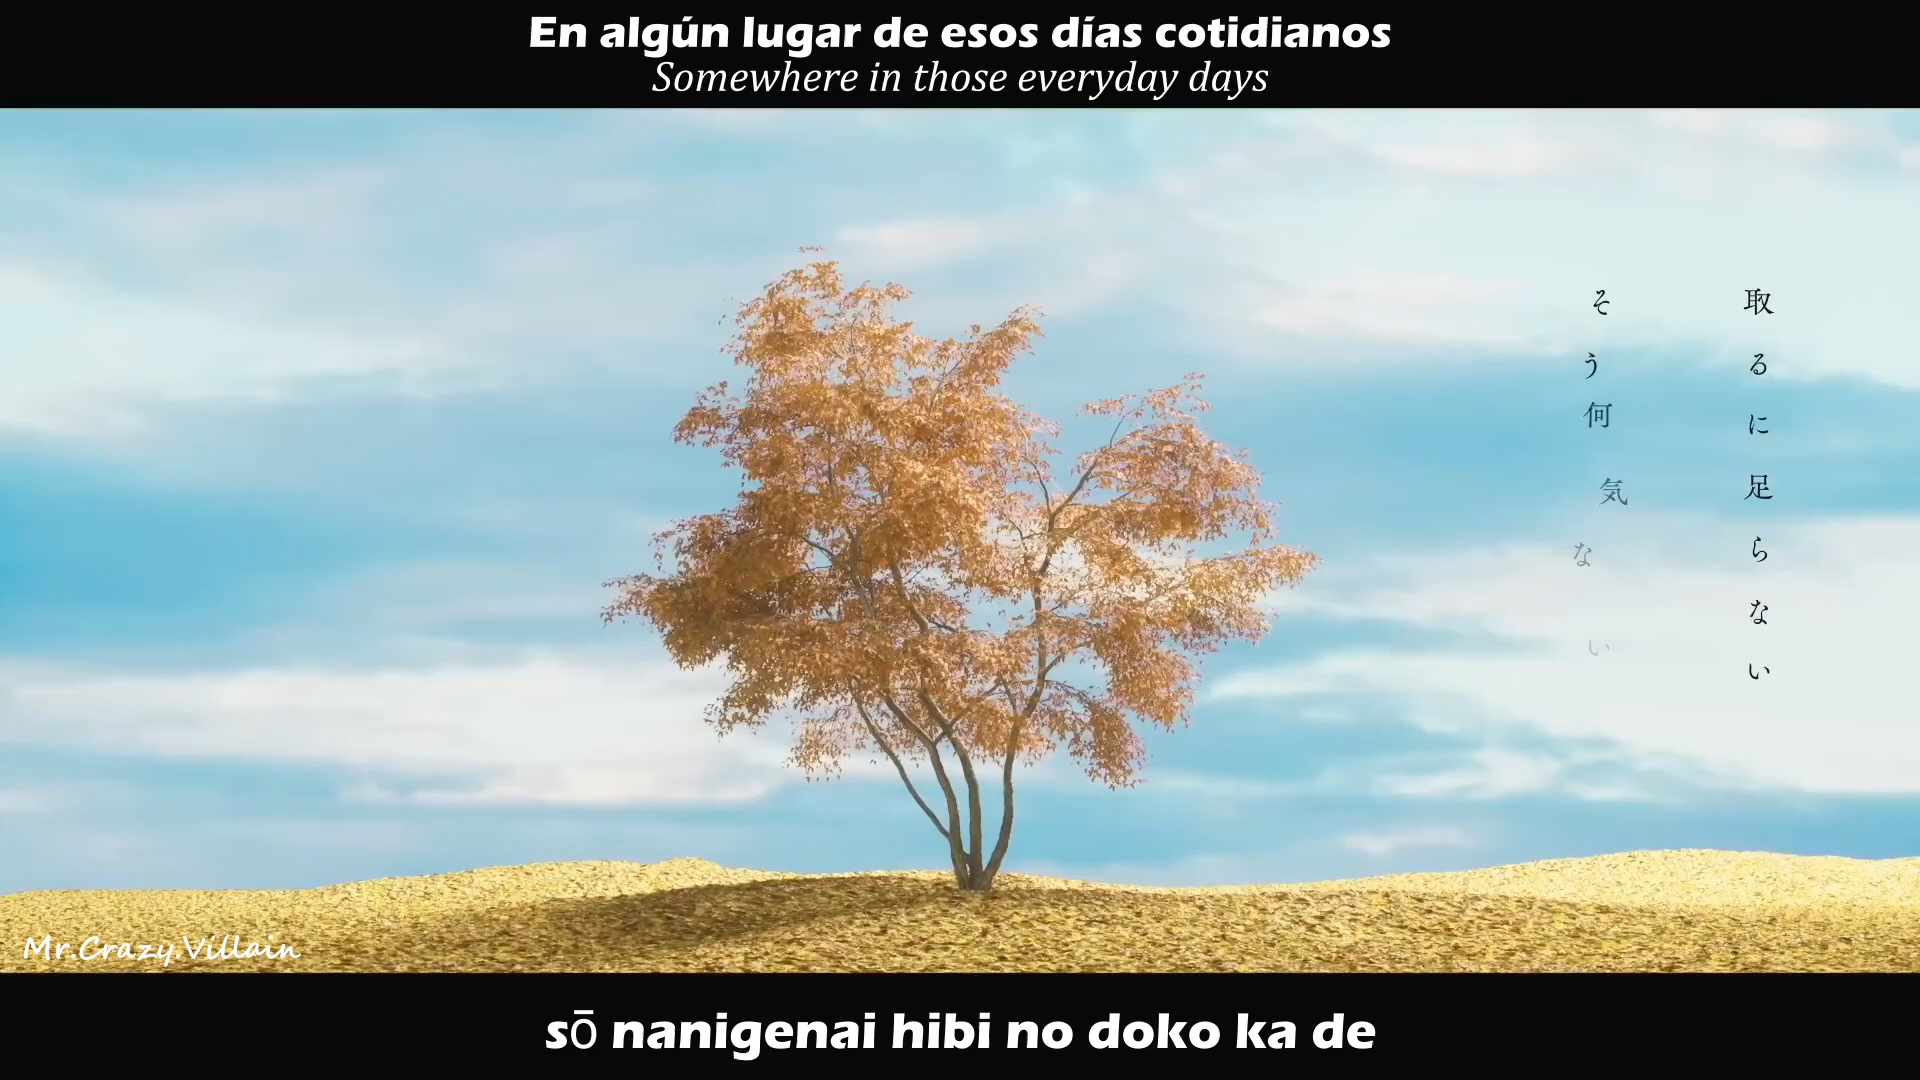 En algún lugar de esos días cotidianos
Somewhere in those everyday days
取るに足らない
そう何気ない
Mr.Crazy.Villain
sō nanigenai hibi no doko ka de